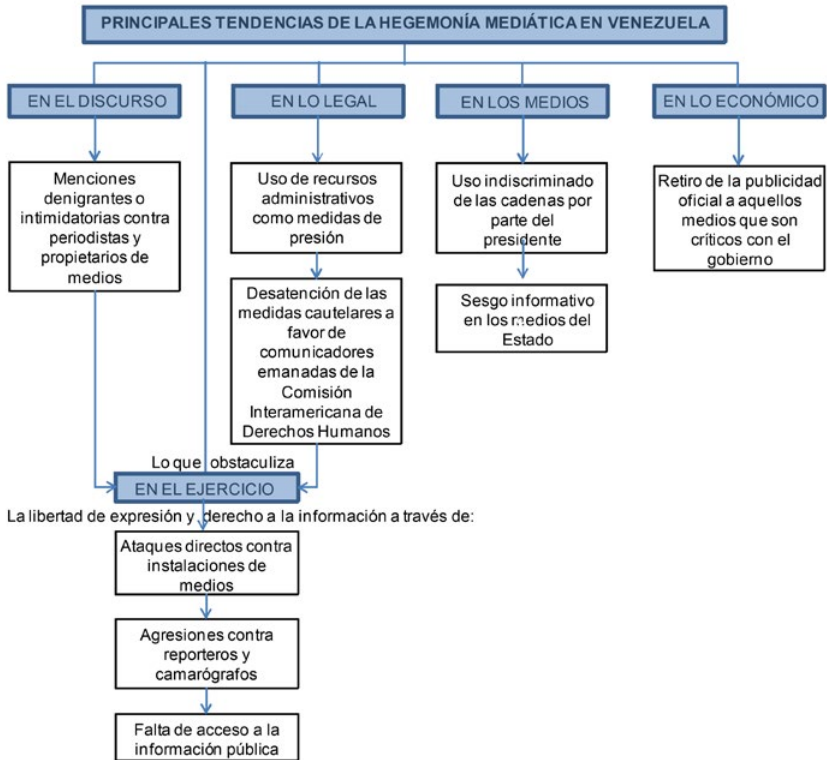 PRINCIPALES TENDENCIAS DE LA HEGEMONÍA MEDIÁTICA EN VENEZUELA
EN EL DISCURSO
EN LO LEGAL
EN LOS MEDIOS
EN LO ECONÓMICO
Menciones
denigrantes o
intimidatorias contra
periodistas y
propietarios de
medios
Uso de recursos
administrativos
como medidas de
presión
Uso indiscriminado
de las cadenas por
parte del
presidente
Retiro de la publicidad
oficial a aquellos
medios que son
críticos con el
gobierno
Desatención de las
medidas cautelares a
favor de
comunicadores
emanadas de la
Comisión
Interamericana de
Derechos Humanos
Sesgo informativo
en los medios del
Estado
Lo que obstaculiza
EN EL EJERCICIO
La libertad de expresión y derecho a la información a través de:
Ataques directos contra
instalaciones de
medios
Agresiones contra
reporteros y
camarógrafos
Falta de acceso a la
información pública